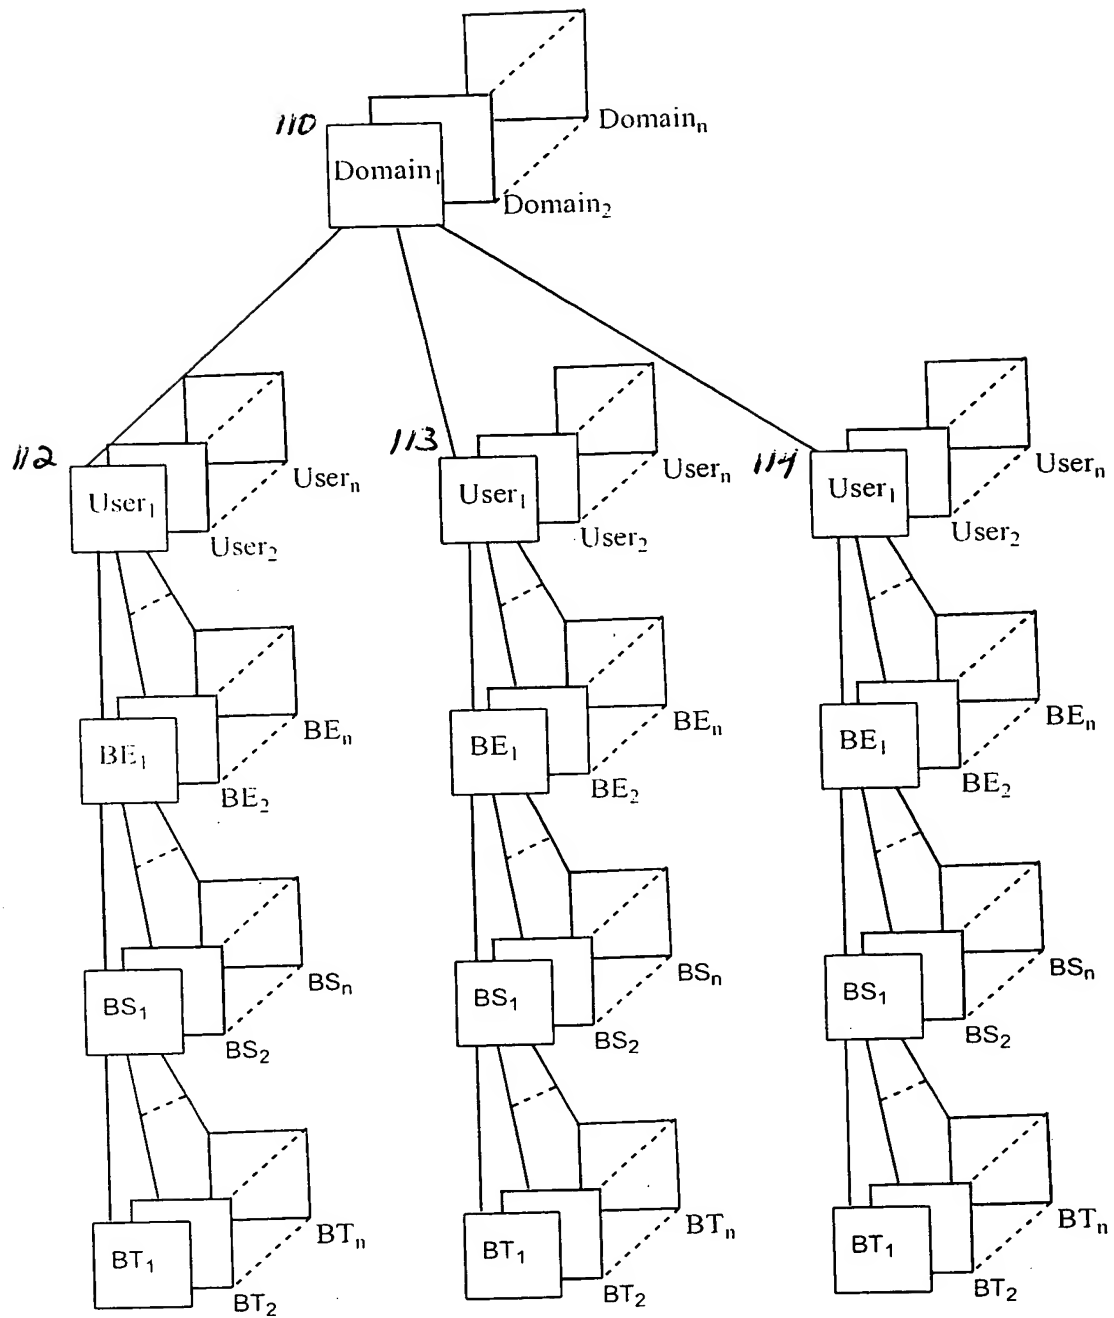 110
Domainₙ
Domain₁
Domain₂
112
113
114
Userₙ
Userₙ
Userₙ
User₁
User₁
User₁
User₂
User₂
User₂
BEₙ
BEₙ
BEₙ
BE₁
BE₁
BE₁
BE₂
BE₂
BE₂
BSₙ
BSₙ
BSₙ
BS₁
BS₁
BS₁
BS₂
BS₂
BS₂
BTₙ
BTₙ
BTₙ
BT₁
BT₁
BT₁
BT₂
BT₂
BT₂